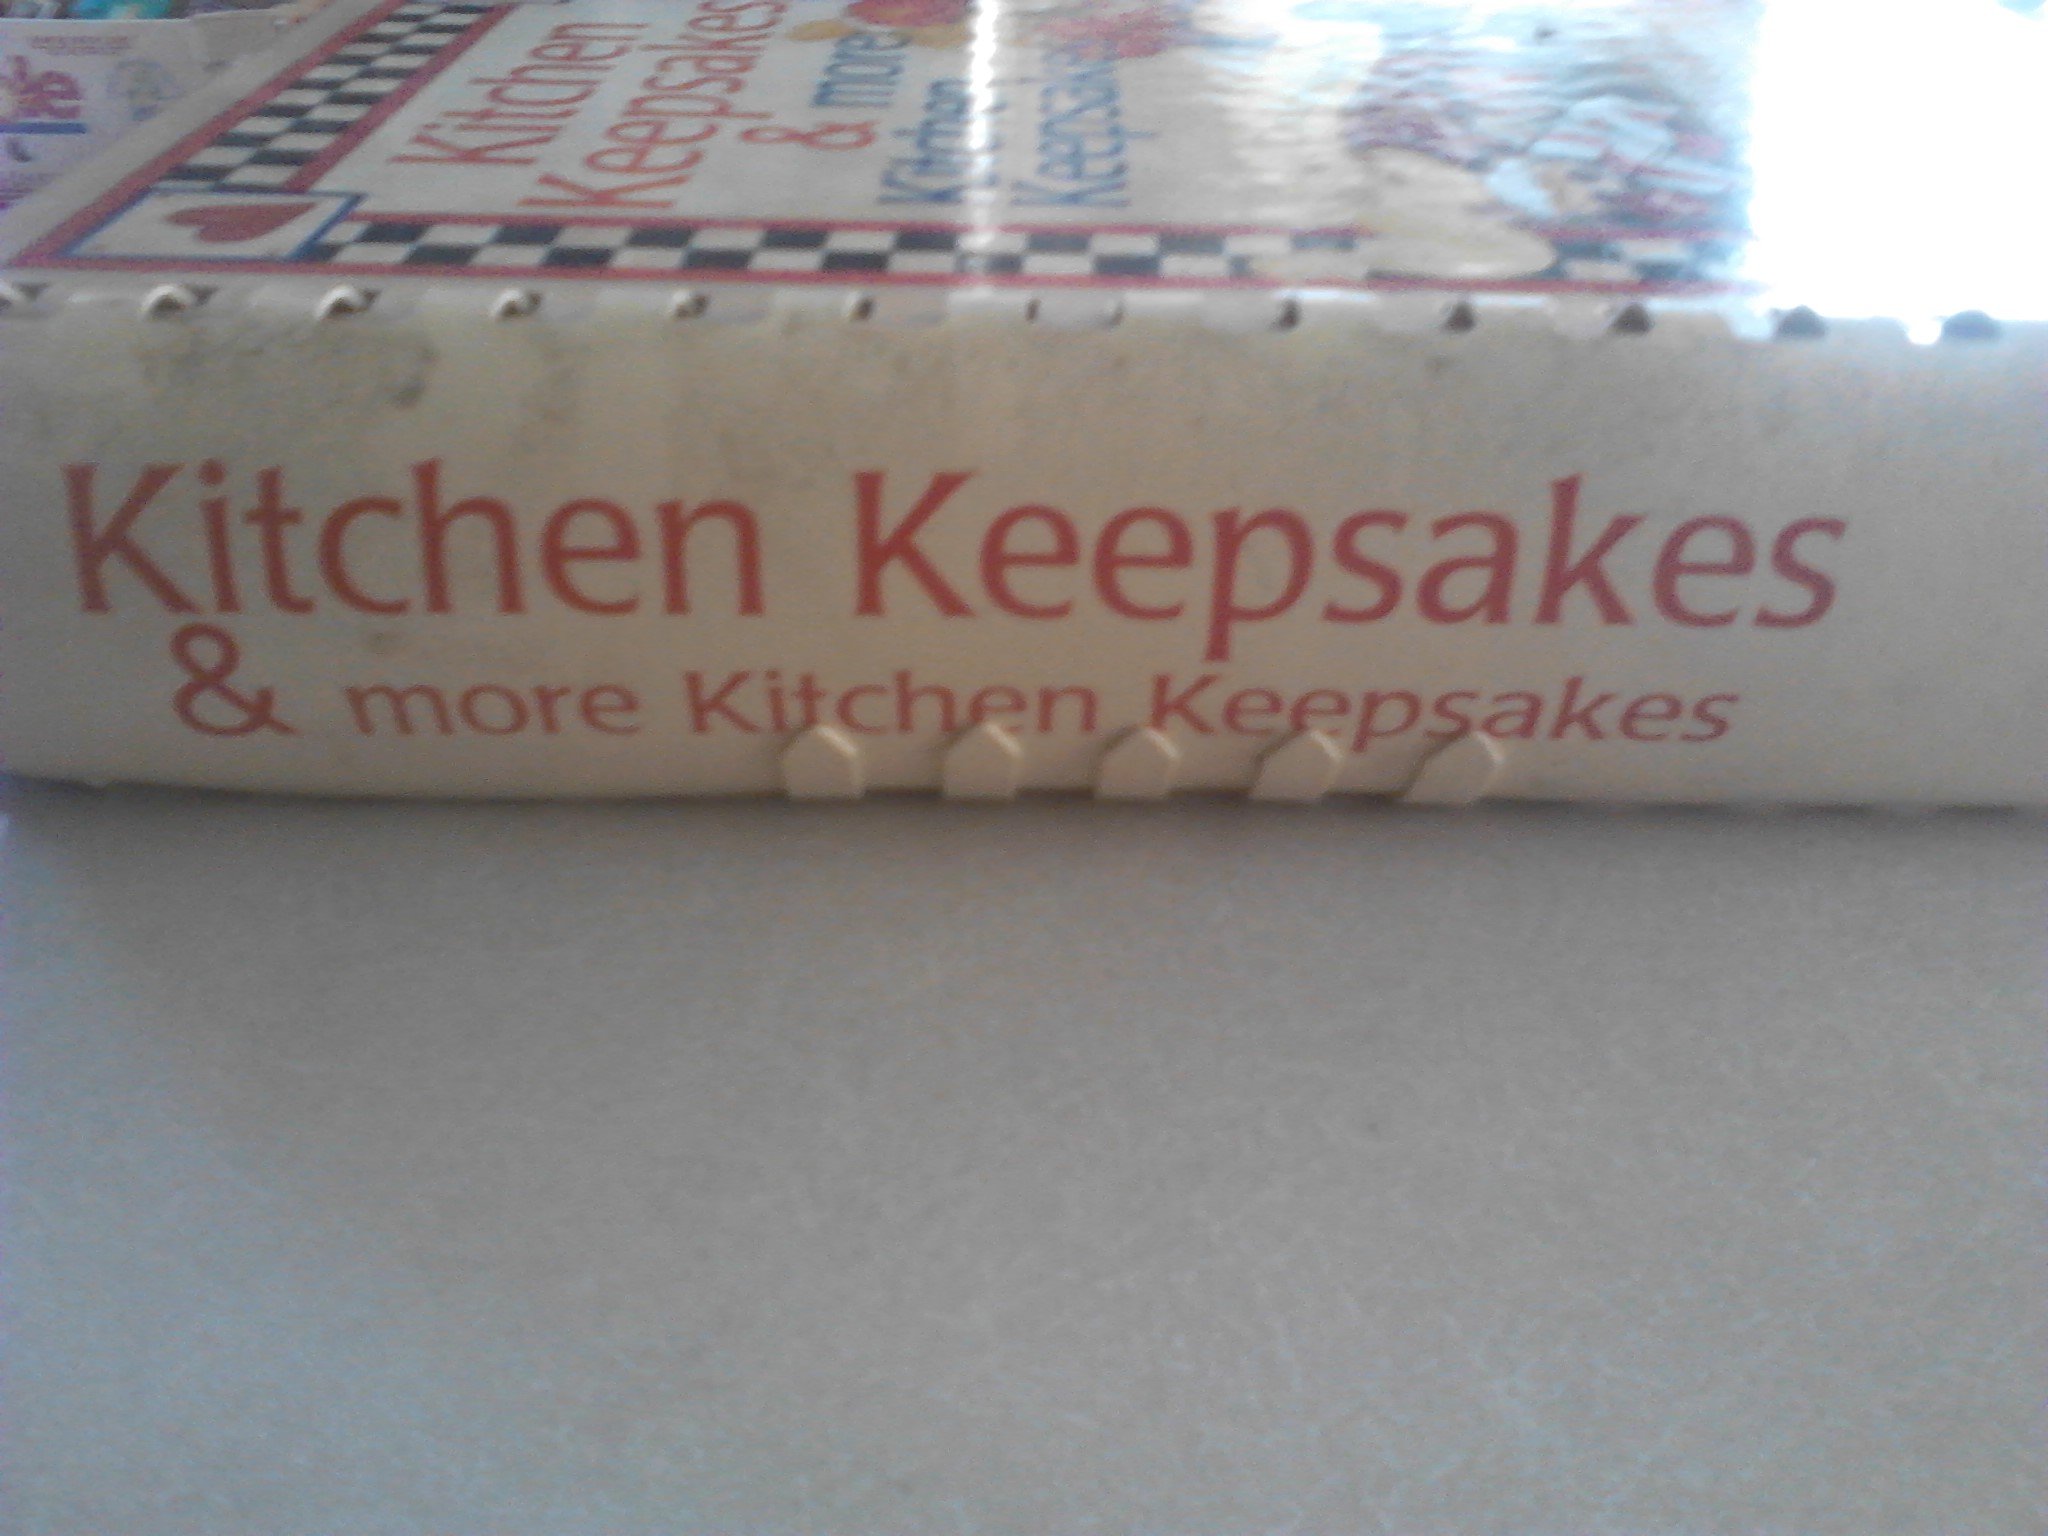 Kitchen
Keepsakes
& more
Kitchen
Keepsakes
Kitchen Keepsakes
& more Kitchen Keepsakes